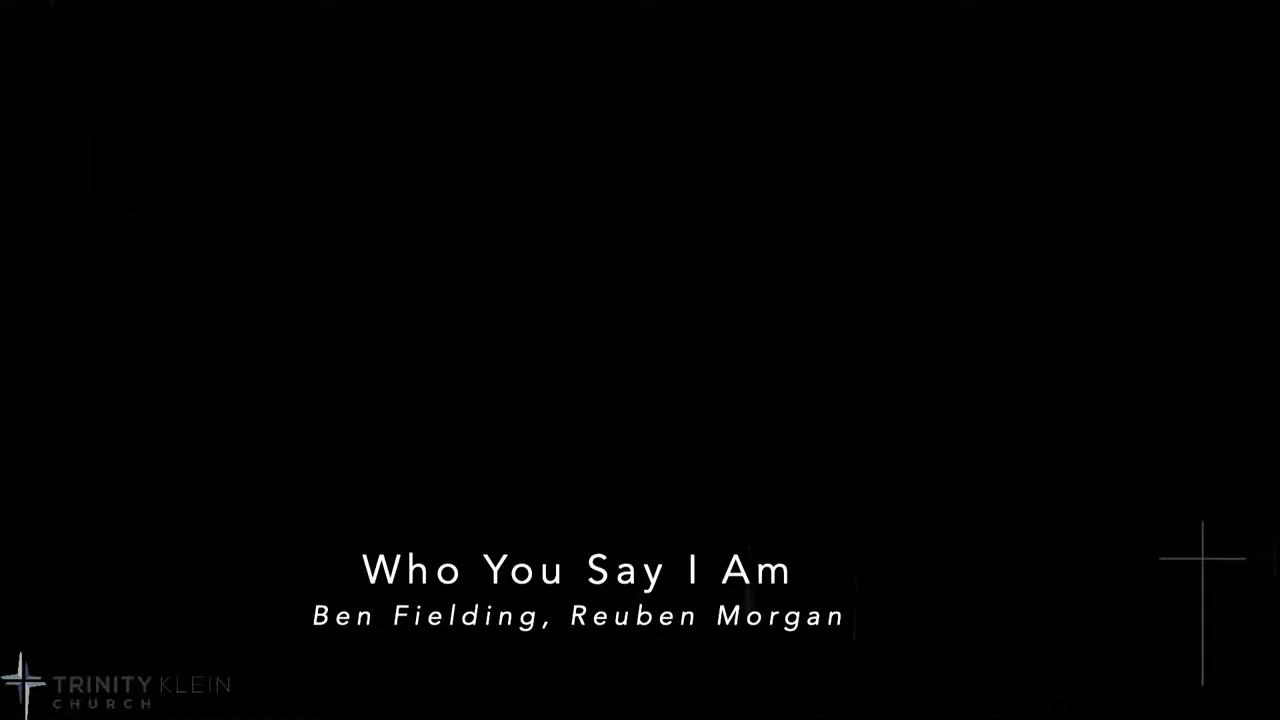 Who You Say I Am
Ben Fielding, Reuben Morgan
TRINITY KLEIN
CHURCH